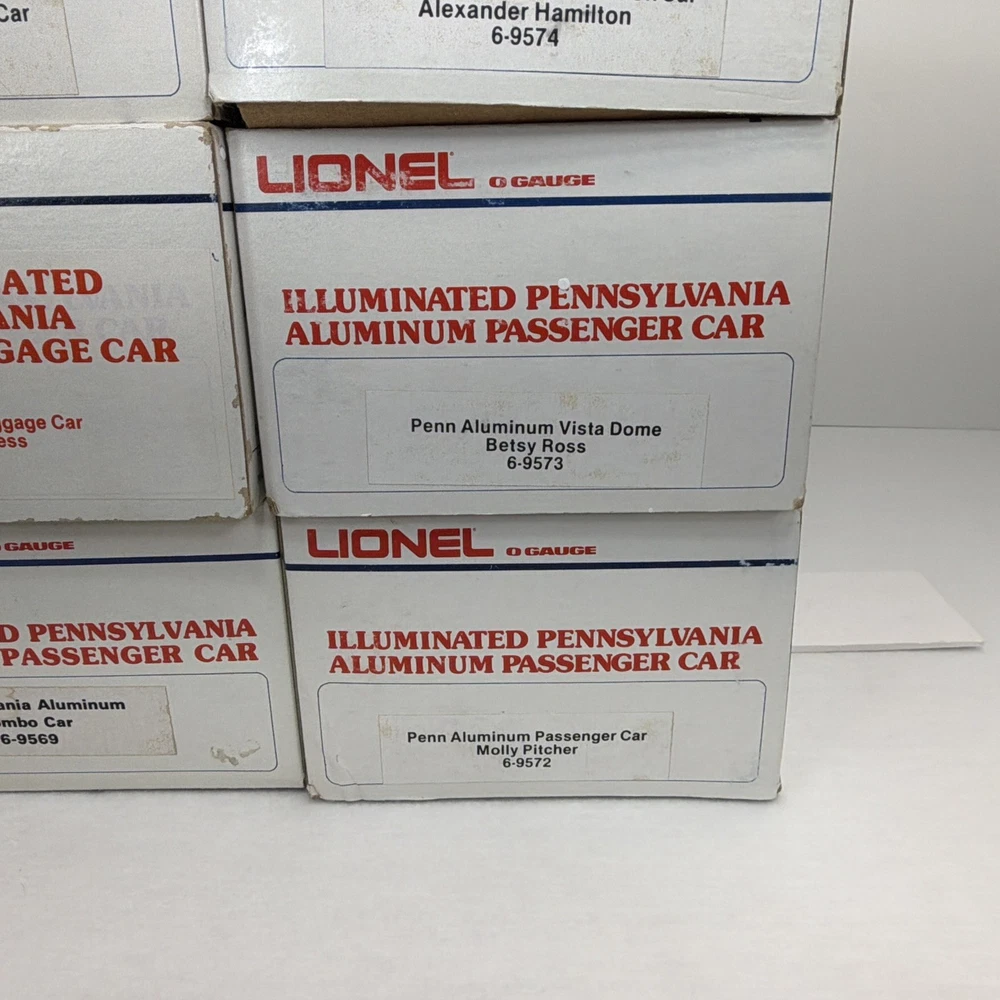 Car
Alexander Hamilton
6-9574
ATED
ANIA
GAGE CAR
ggage Car
ess
LIONEL O GAUGE
ILLUMINATED PENNSYLVANIA
ALUMINUM PASSENGER CAR
Penn Aluminum Vista Dome
Betsy Ross
6-9573
GAUGE
D PENNSYLVANIA
PASSENGER CAR
ania Aluminum
mbo Car
6-9569
LIONEL O GAUGE
ILLUMINATED PENNSYLVANIA
ALUMINUM PASSENGER CAR
Penn Aluminum Passenger Car
Molly Pitcher
6-9572